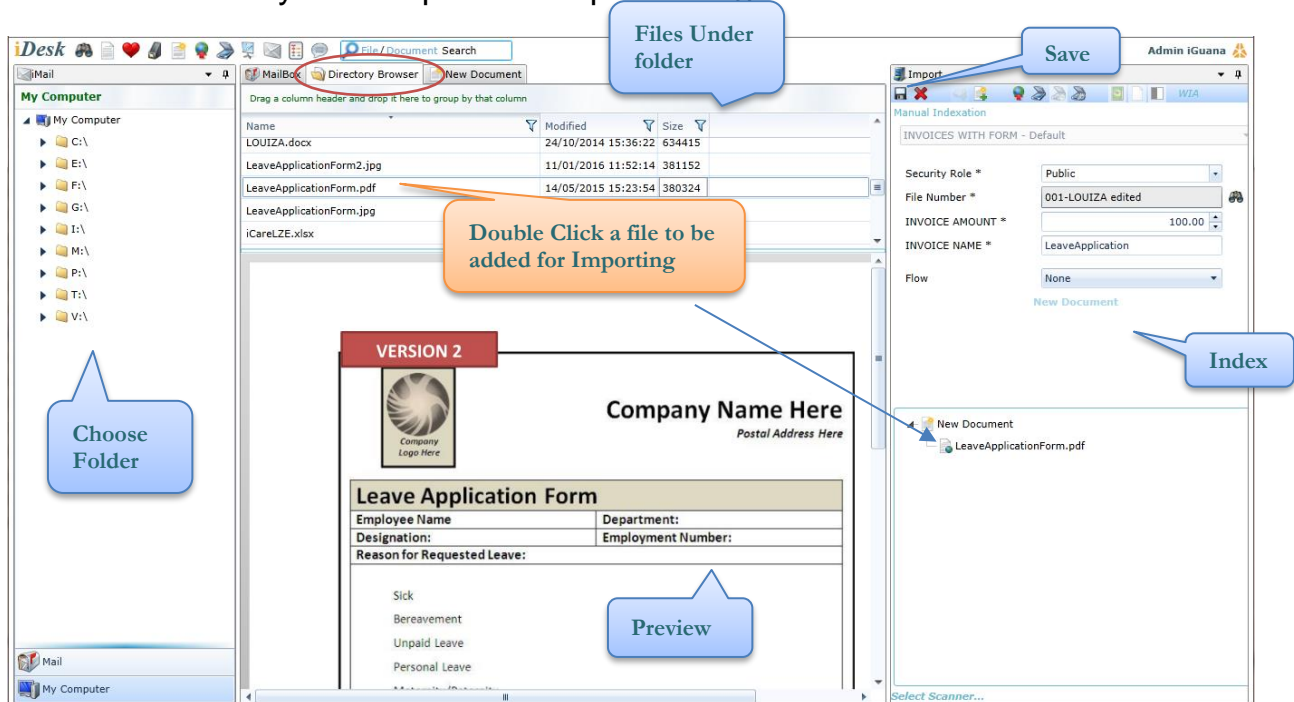 Files Under
folder
Save
iDesk
File/Document Search
Admin iGuana
iMail
MailBox
Directory Browser
New Document
Import
My Computer
Drag a column header and drop it here to group by that column
WIA
Manual Indexation
My Computer
C:\
E:\
F:\
G:\
I:\
M:\
P:\
T:\
V:\
Name Modified Size
LOUIZA.docx 24/10/2014 15:36:22 634415
LeaveApplicationForm2.jpg 11/01/2016 11:52:14 381152
LeaveApplicationForm.pdf 14/05/2015 15:23:54 380324
LeaveApplicationForm.jpg
iCareLZE.xlsx
Double Click a file to be
added for Importing
INVOICES WITH FORM - Default
Security Role * Public
File Number * 001-LOUIZA edited
INVOICE AMOUNT * 100.00
INVOICE NAME * LeaveApplication
Flow None
New Document
Index
Choose
Folder
VERSION 2
Company
Logo Here
Company Name Here
Postal Address Here
Leave Application Form
Employee Name Department:
Designation: Employment Number:
Reason for Requested Leave:
Sick
Bereavement
Unpaid Leave
Personal Leave
Preview
New Document
LeaveApplicationForm.pdf
Mail
My Computer
Select Scanner...